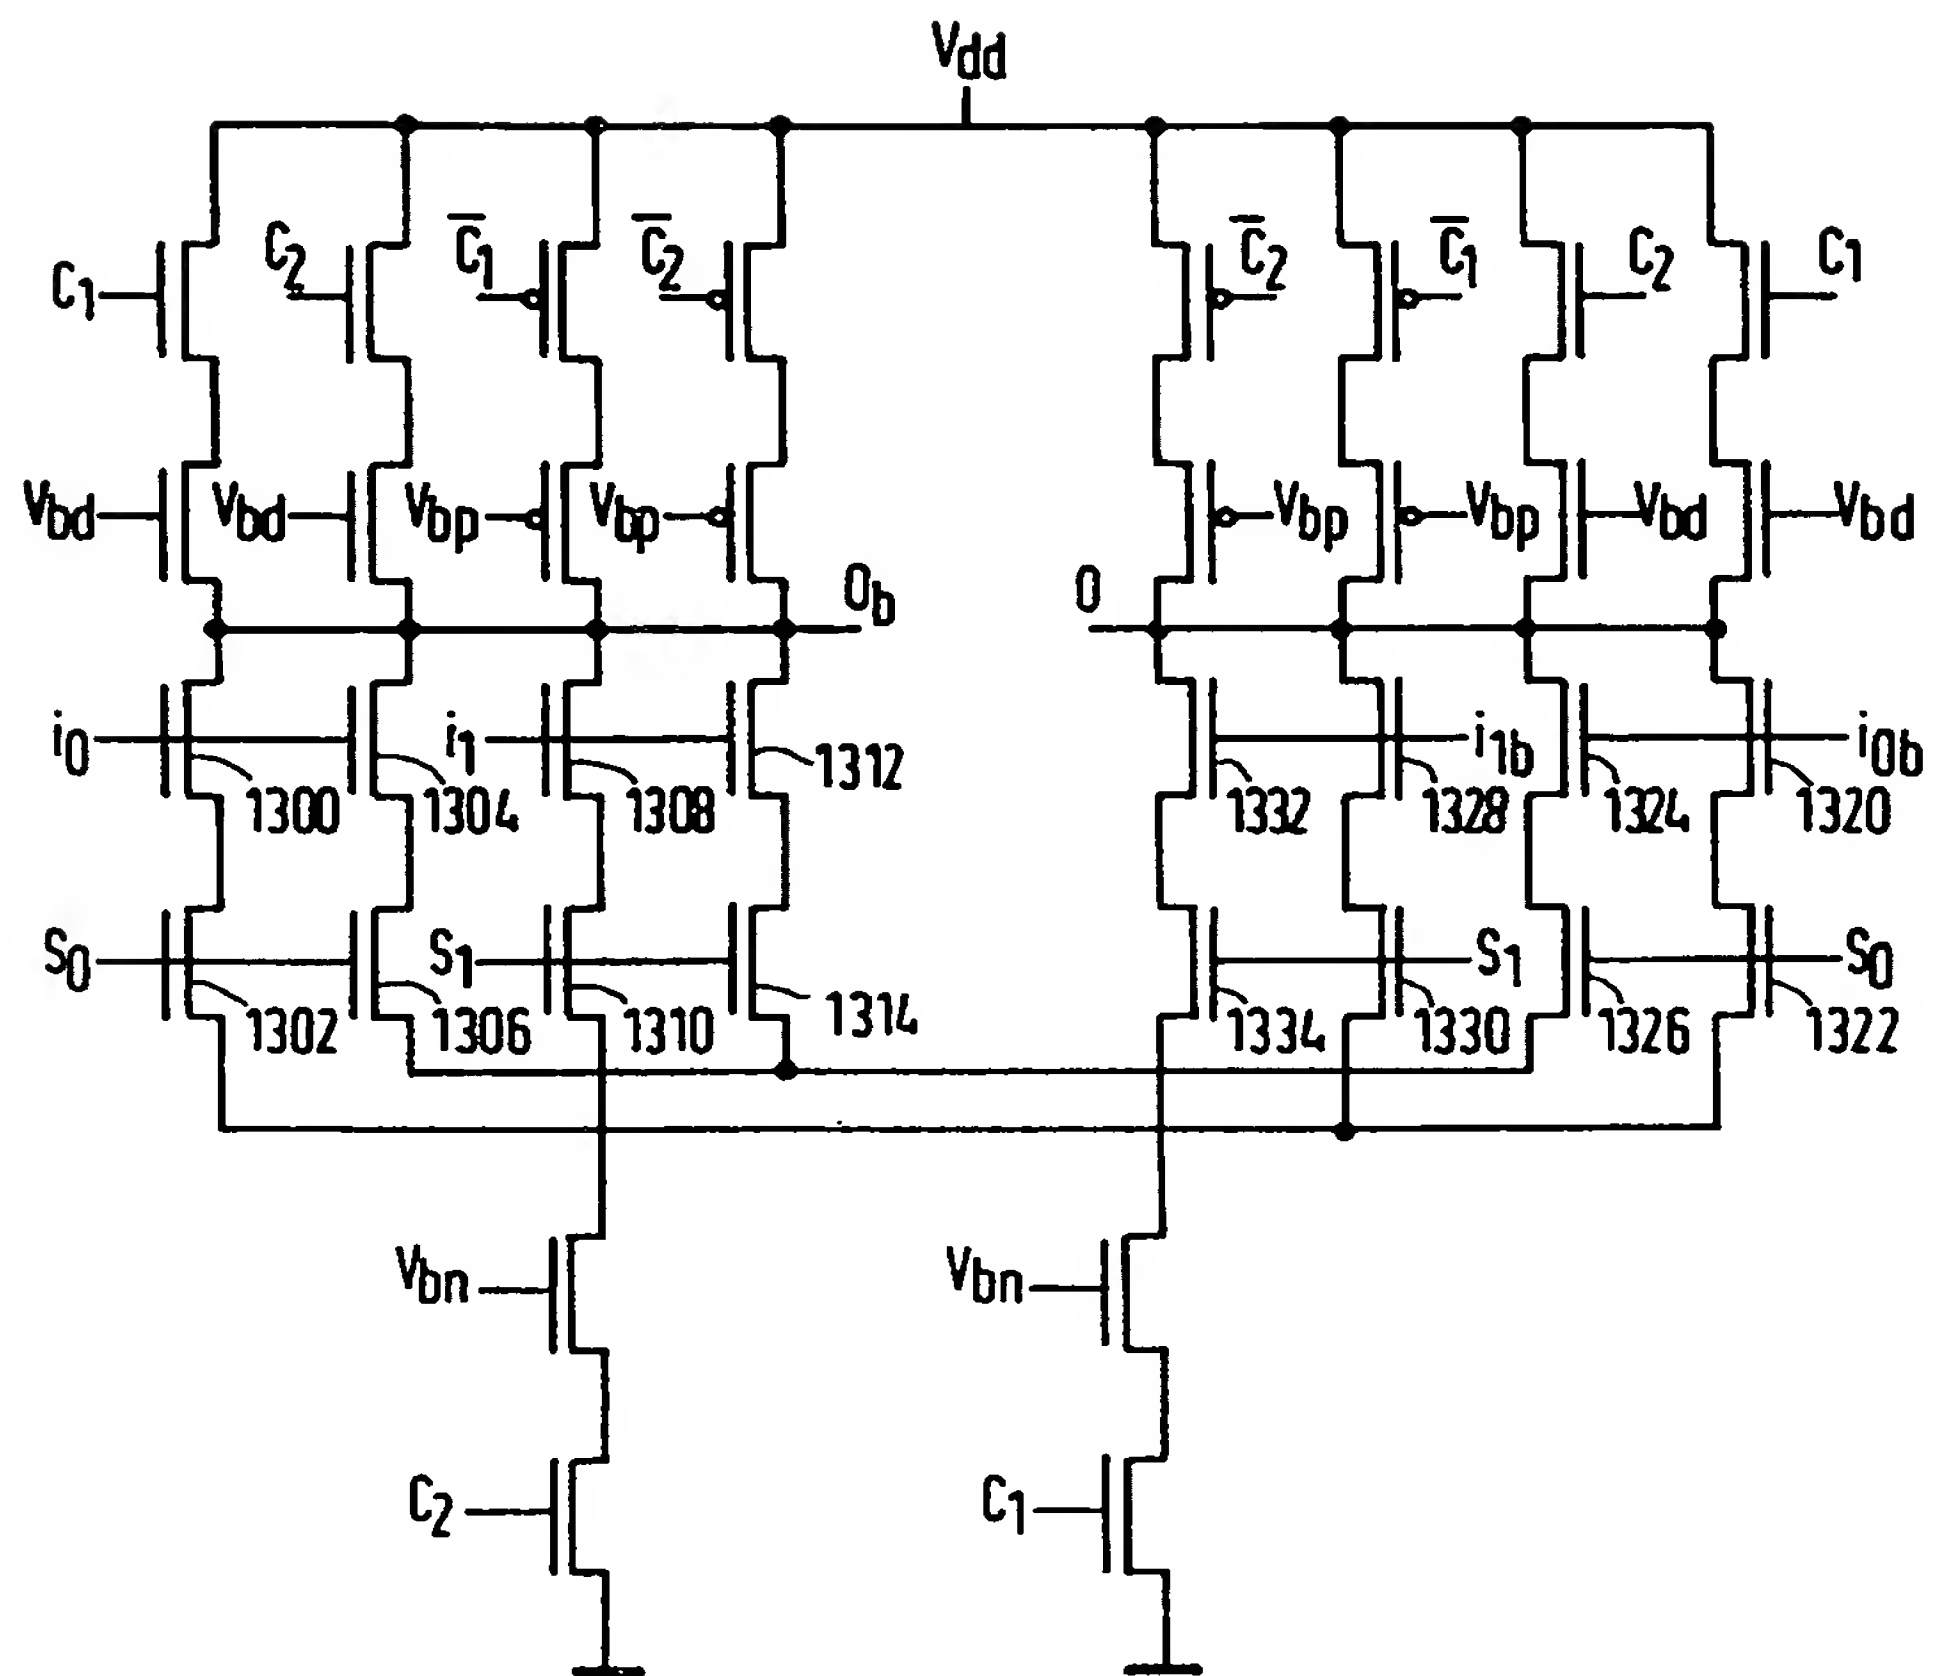 Vdd
C1 C2 C̅1 C̅2 C̅2 C̅1 C2 C1
Vbd Vbd Vbp Vbp Vbp Vbp Vbd Vbd
Ob O
i0 i1 i1b i0b
1300 1304 1308 1312 1332 1328 1324 1320
S0 S1 S1 S0
1302 1306 1310 1314 1334 1330 1326 1322
Vbn Vbn
C2 C1